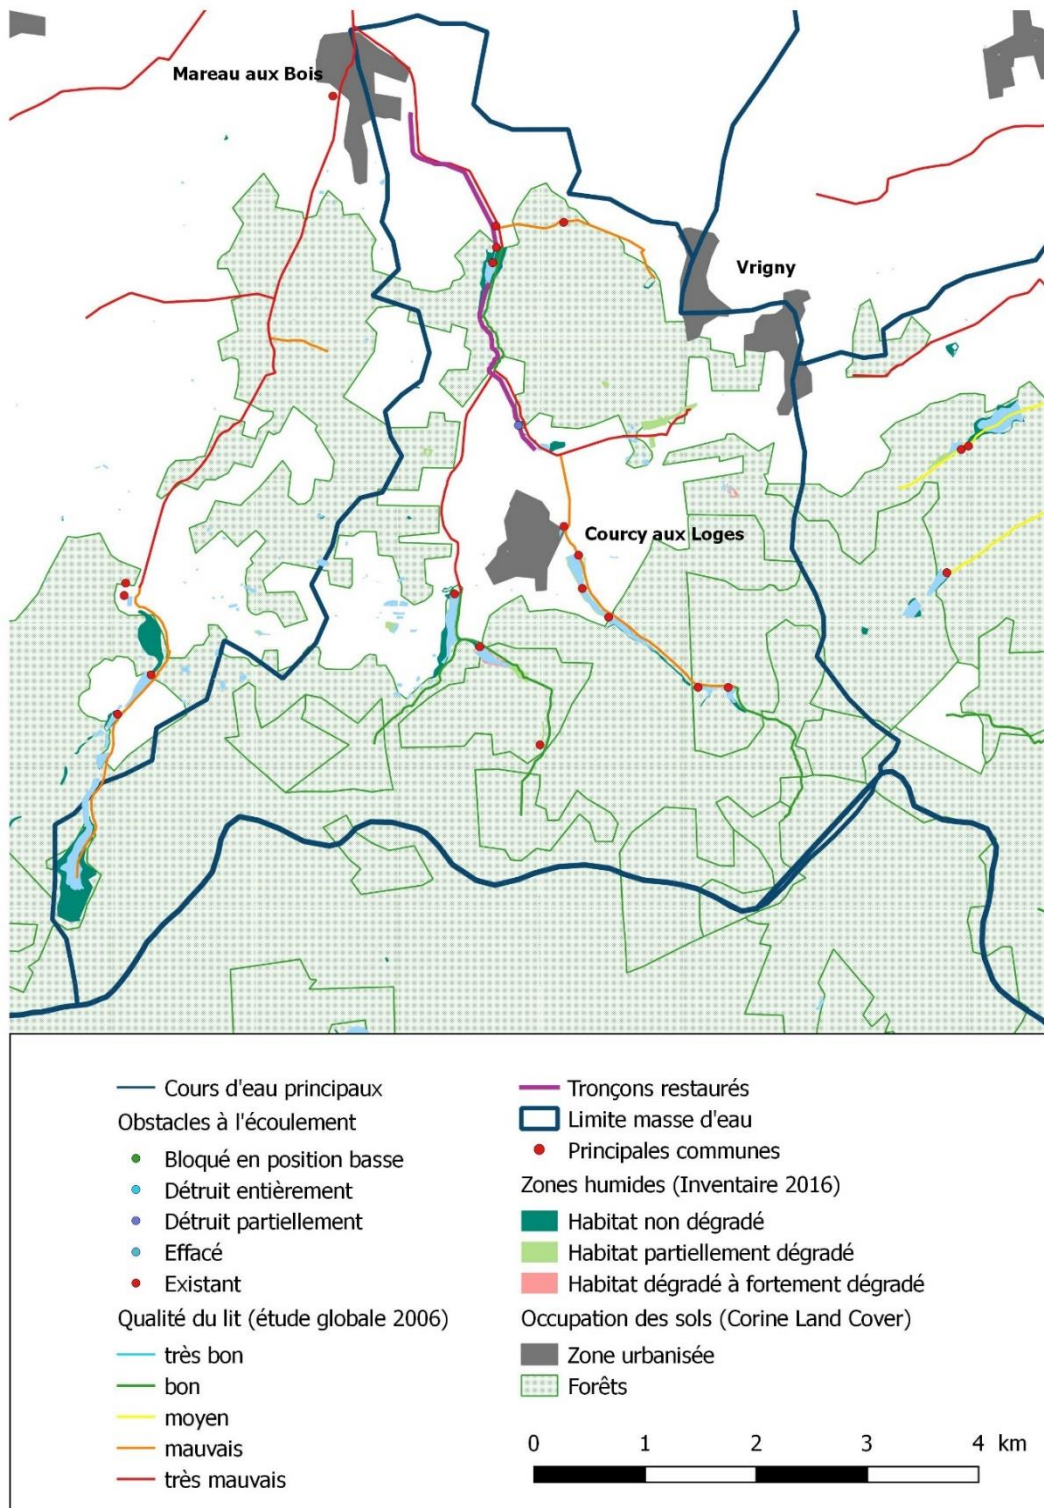 Mareau aux Bois
Vrigny
Courcy aux Loges
Cours d'eau principaux
Obstacles à l'écoulement
Bloqué en position basse
Détruit entièrement
Détruit partiellement
Effacé
Existant
Qualité du lit (étude globale 2006)
très bon
bon
moyen
mauvais
très mauvais
Tronçons restaurés
Limite masse d'eau
Principales communes
Zones humides (Inventaire 2016)
Habitat non dégradé
Habitat partiellement dégradé
Habitat dégradé à fortement dégradé
Occupation des sols (Corine Land Cover)
Zone urbanisée
Forêts
0 1 2 3 4 km